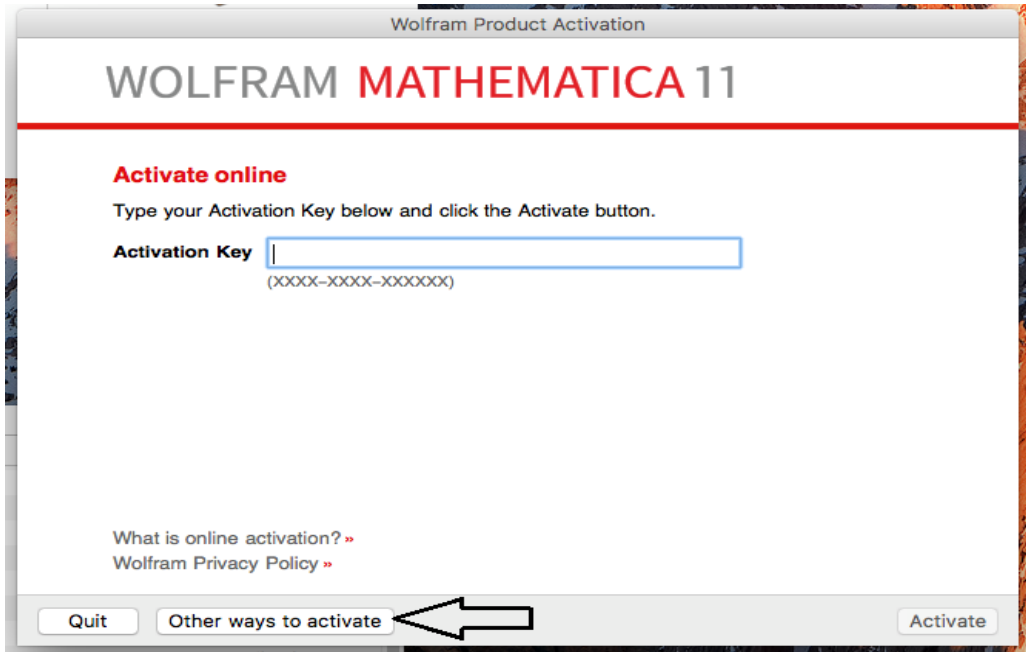 Wolfram Product Activation
WOLFRAM MATHEMATICA 11
Activate online
Type your Activation Key below and click the Activate button.
Activation Key
(XXXX–XXXX–XXXXXX)
What is online activation? »
Wolfram Privacy Policy »
Quit Other ways to activate Activate